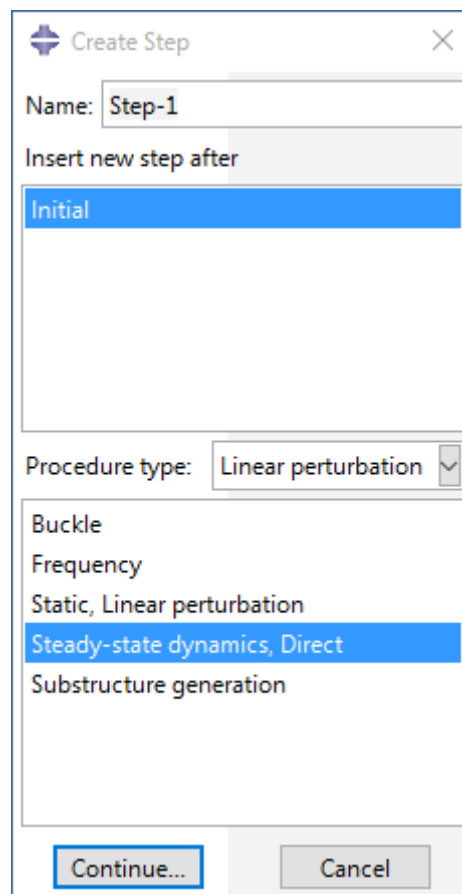 Create Step
Name: Step-1
Insert new step after
Initial
Procedure type: Linear perturbation
Buckle
Frequency
Static, Linear perturbation
Steady-state dynamics, Direct
Substructure generation
Continue... Cancel